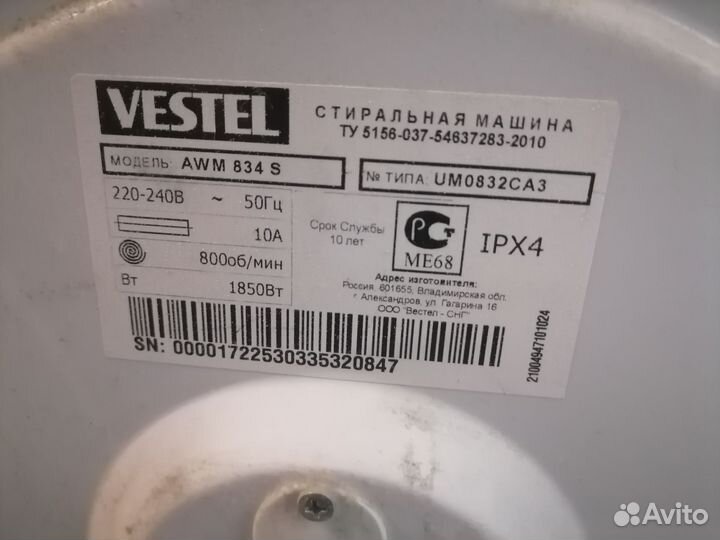 VESTEL
СТИРАЛЬНАЯ МАШИНА
ТУ 5156-037-54637283-2010
МОДЕЛЬ: AWM 834 S
№ ТИПА: UM0832CA3
220-240В ~ 50Гц
10А
800об/мин
Вт 1850Вт
Срок Службы
10 лет
РС
МЕ68
IPX4
Адрес изготовителя:
Россия, 601655, Владимирская обл.
г. Александров, ул. Гагарина 16
ООО "Вестел - СНГ"
SN: 00001722530335320847
21004947101024
Avito